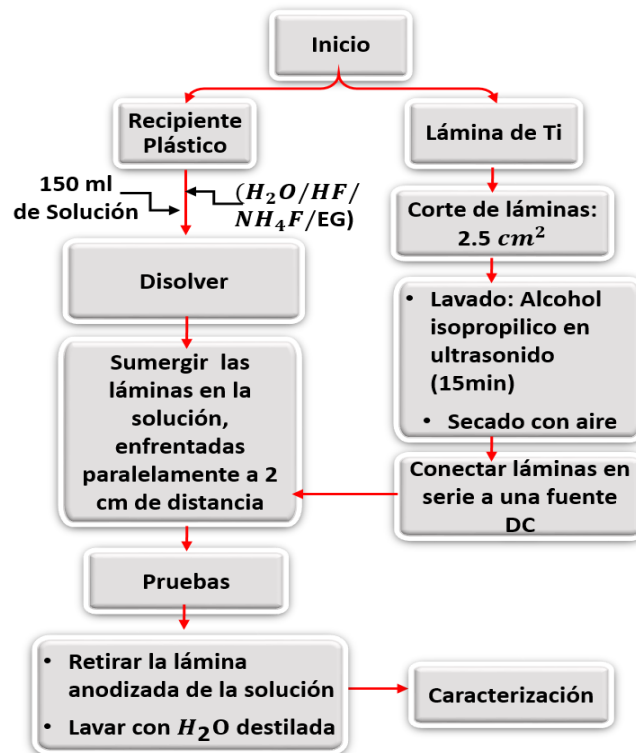 Inicio
Recipiente
Plástico
Lámina de Ti
150 ml
de Solución
(H₂O/HF/
NH₄F/EG)
Corte de láminas:
2.5 cm²
Disolver
• Lavado: Alcohol
isopropilico en
ultrasonido
(15min)
• Secado con aire
Sumergir las
láminas en la
solución,
enfrentadas
paralelamente a 2
cm de distancia
Conectar láminas en
serie a una fuente
DC
Pruebas
• Retirar la lámina
anodizada de la solución
• Lavar con H₂O destilada
Caracterización